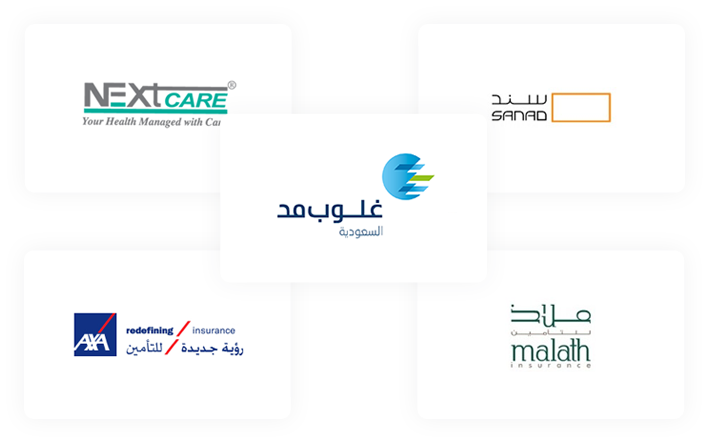 NEXtCARE®
Your Health Managed with Car
سند
SANAD
غلوب مد
السعودية
AXA
redefining / insurance
رؤية جديدة / للتأمين
ملاذ
للتأمين
malath
insurance